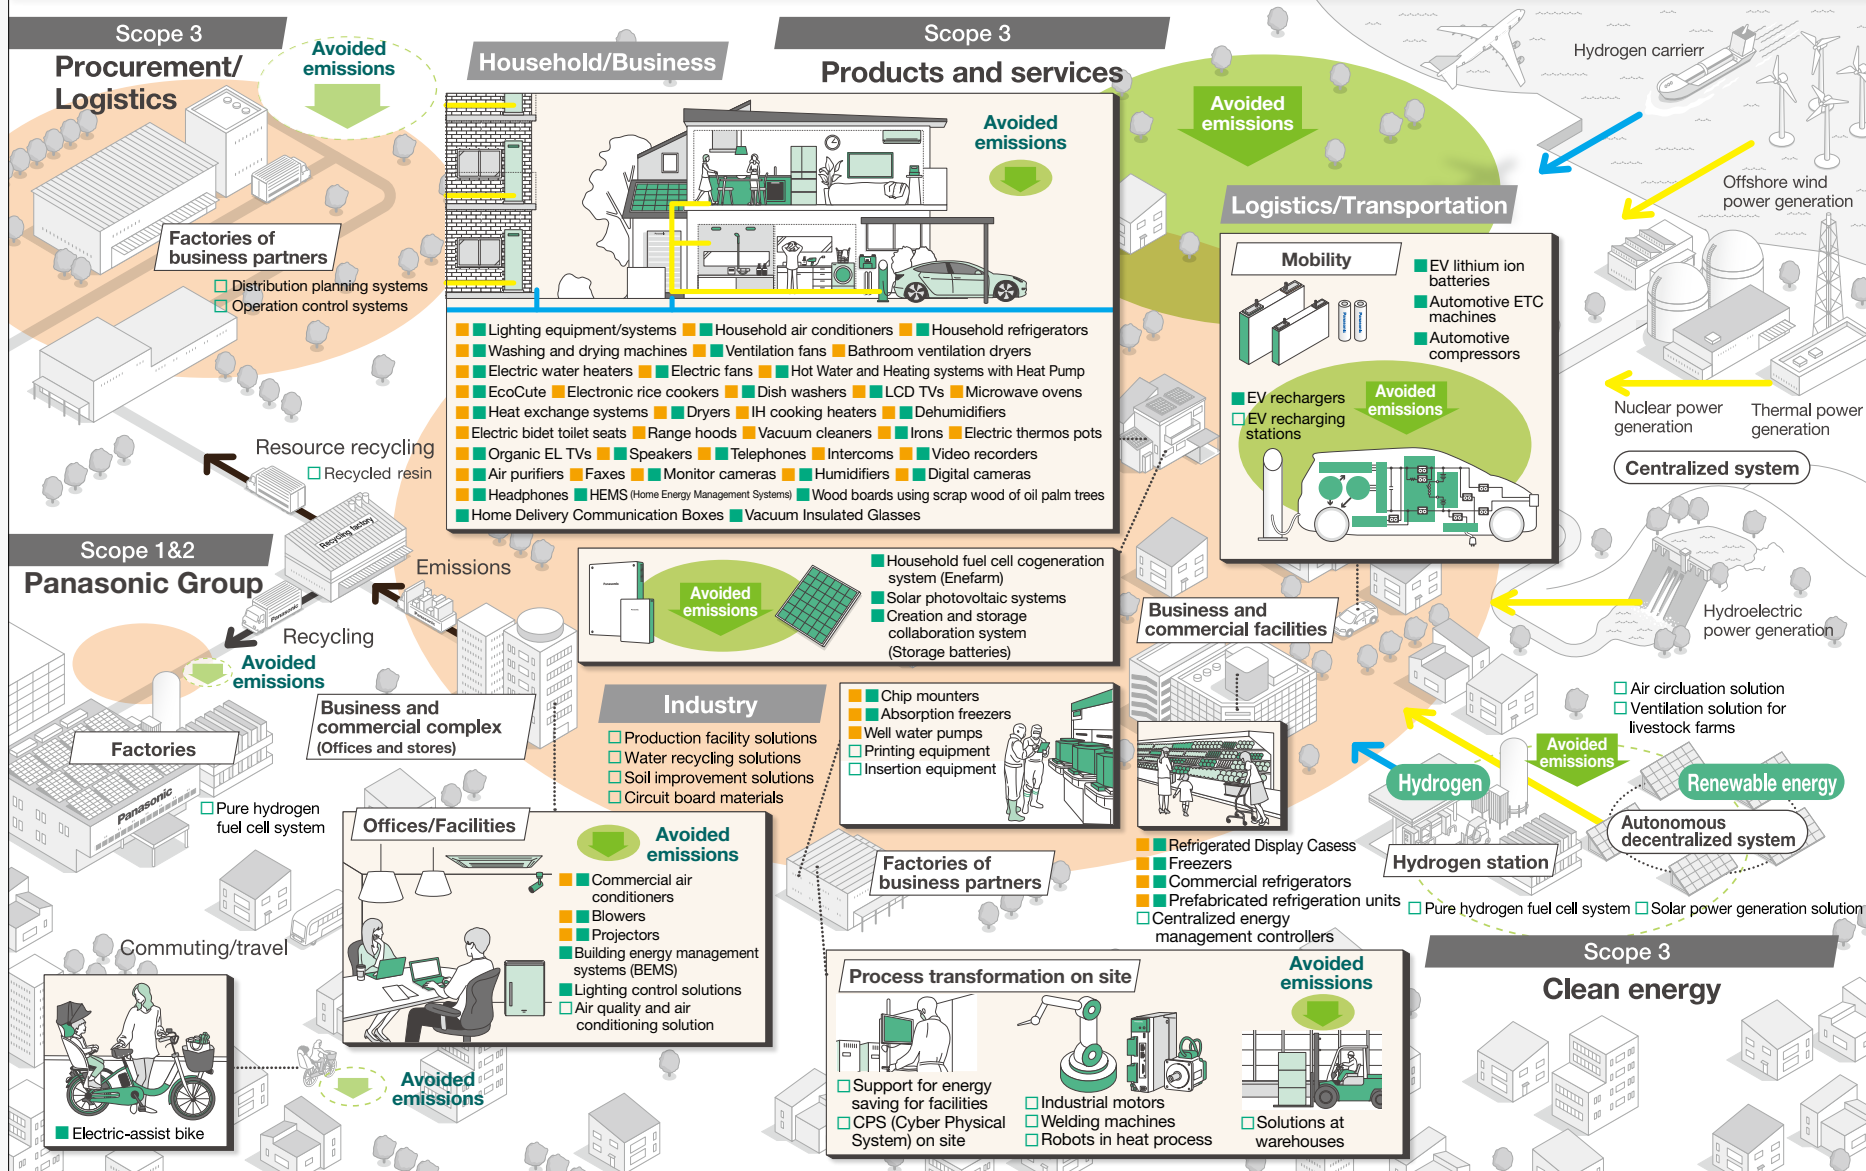 Scope 3
Procurement/
Logistics
Avoided
emissions
Factories of
business partners
Distribution planning systems
Operation control systems
Resource recycling
Recycled resin
Recycling factory
Emissions
Recycling
Panasonic
Scope 1&2
Panasonic Group
Avoided
emissions
Factories
Panasonic
Pure hydrogen
fuel cell system
Business and
commercial complex
(Offices and stores)
Commuting/travel
Electric-assist bike
Avoided
emissions
Household/Business
Scope 3
Products and services
Avoided
emissions
Avoided
emissions
Lighting equipment/systems Household air conditioners Household refrigerators
Washing and drying machines Ventilation fans Bathroom ventilation dryers
Electric water heaters Electric fans Hot Water and Heating systems with Heat Pump
EcoCute Electronic rice cookers Dish washers LCD TVs Microwave ovens
Heat exchange systems Dryers IH cooking heaters Dehumidifiers
Electric bidet toilet seats Range hoods Vacuum cleaners Irons Electric thermos pots
Organic EL TVs Speakers Telephones Intercoms Video recorders
Air purifiers Faxes Monitor cameras Humidifiers Digital cameras
Headphones HEMS (Home Energy Management Systems) Wood boards using scrap wood of oil palm trees
Home Delivery Communication Boxes Vacuum Insulated Glasses
Avoided
emissions
Household fuel cell cogeneration
system (Enefarm)
Solar photovoltaic systems
Creation and storage
collaboration system
(Storage batteries)
Industry
Production facility solutions
Water recycling solutions
Soil improvement solutions
Circuit board materials
Chip mounters
Absorption freezers
Well water pumps
Printing equipment
Insertion equipment
Factories of
business partners
Offices/Facilities
Avoided
emissions
Commercial air
conditioners
Blowers
Projectors
Building energy management
systems (BEMS)
Lighting control solutions
Air quality and air
conditioning solution
Process transformation on site
Avoided
emissions
Support for energy
saving for facilities
CPS (Cyber Physical
System) on site
Industrial motors
Welding machines
Robots in heat process
Solutions at
warehouses
Logistics/Transportation
Mobility
EV lithium ion
batteries
Automotive ETC
machines
Automotive
compressors
EV rechargers
EV recharging
stations
Avoided
emissions
Business and
commercial facilities
Refrigerated Display Casess
Freezers
Commercial refrigerators
Prefabricated refrigeration units
Centralized energy
management controllers
Hydrogen carrierr
Offshore wind
power generation
Nuclear power
generation
Thermal power
generation
Centralized system
Hydroelectric
power generation
Air circluation solution
Ventilation solution for
livestock farms
Avoided
emissions
Hydrogen
Renewable energy
Autonomous
decentralized system
Hydrogen station
Pure hydrogen fuel cell system Solar power generation solution
Scope 3
Clean energy